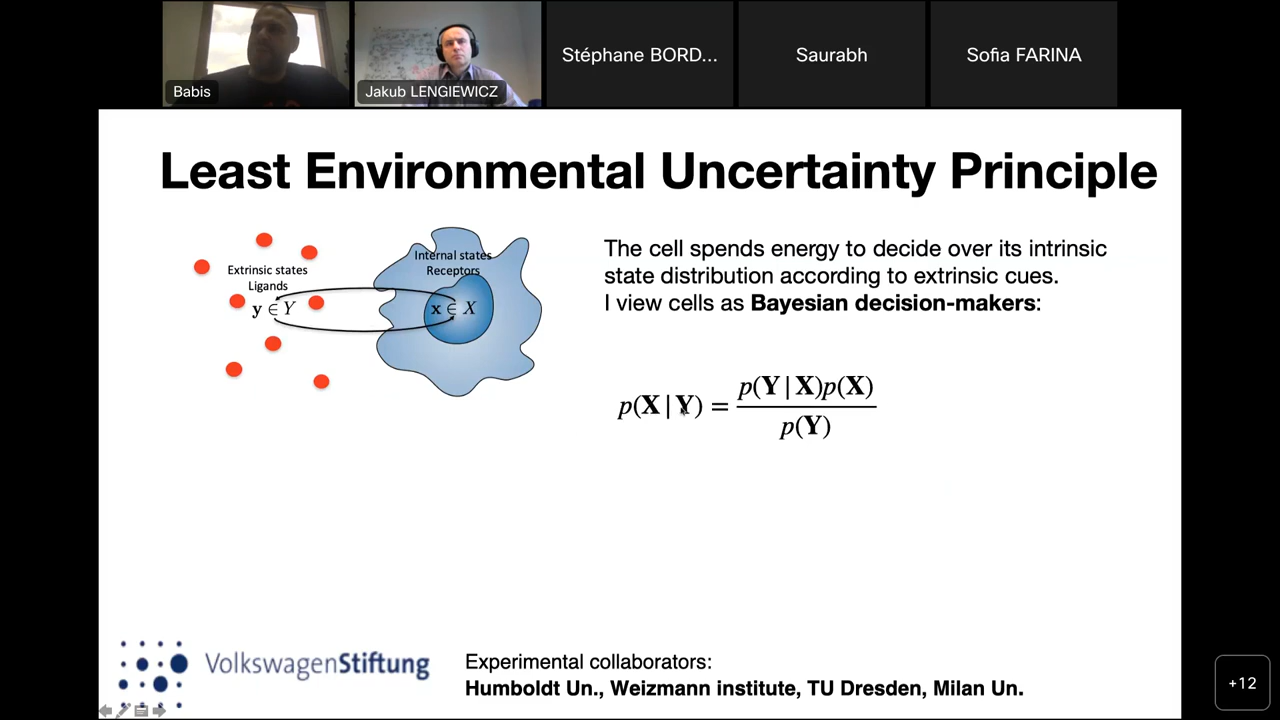 Babis
Jakub LENGIEWICZ
Stéphane BORD...
Saurabh
Sofia FARINA
Least Environmental Uncertainty Principle
Extrinsic states
Ligands
y ∈ Y
Internal states
Receptors
x ∈ X
The cell spends energy to decide over its intrinsic
state distribution according to extrinsic cues.
I view cells as Bayesian decision-makers:
p(X | Y) = p(Y | X)p(X) / p(Y)
VolkswagenStiftung
Experimental collaborators:
Humboldt Un., Weizmann institute, TU Dresden, Milan Un.
+12